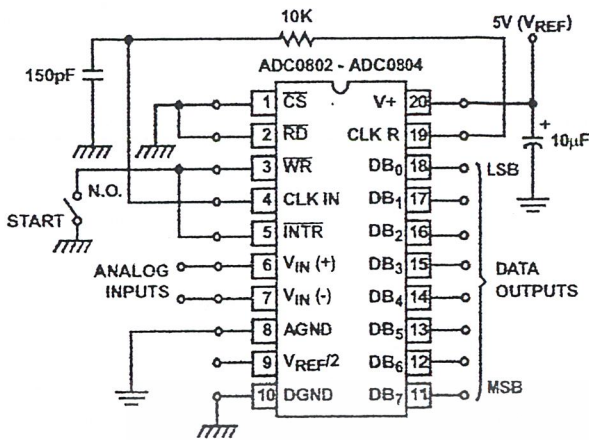 10K
5V (VREF)
150pF
ADC0802 - ADC0804
1 CS V+ 20
2 RD CLK R 19
+
10µF
3 WR DB0 18 LSB
N.O.
4 CLK IN DB1 17
START
5 INTR DB2 16
ANALOG INPUTS
6 VIN (+) DB3 15
7 VIN (-) DB4 14
DATA OUTPUTS
8 AGND DB5 13
9 VREF/2 DB6 12
10 DGND DB7 11 MSB